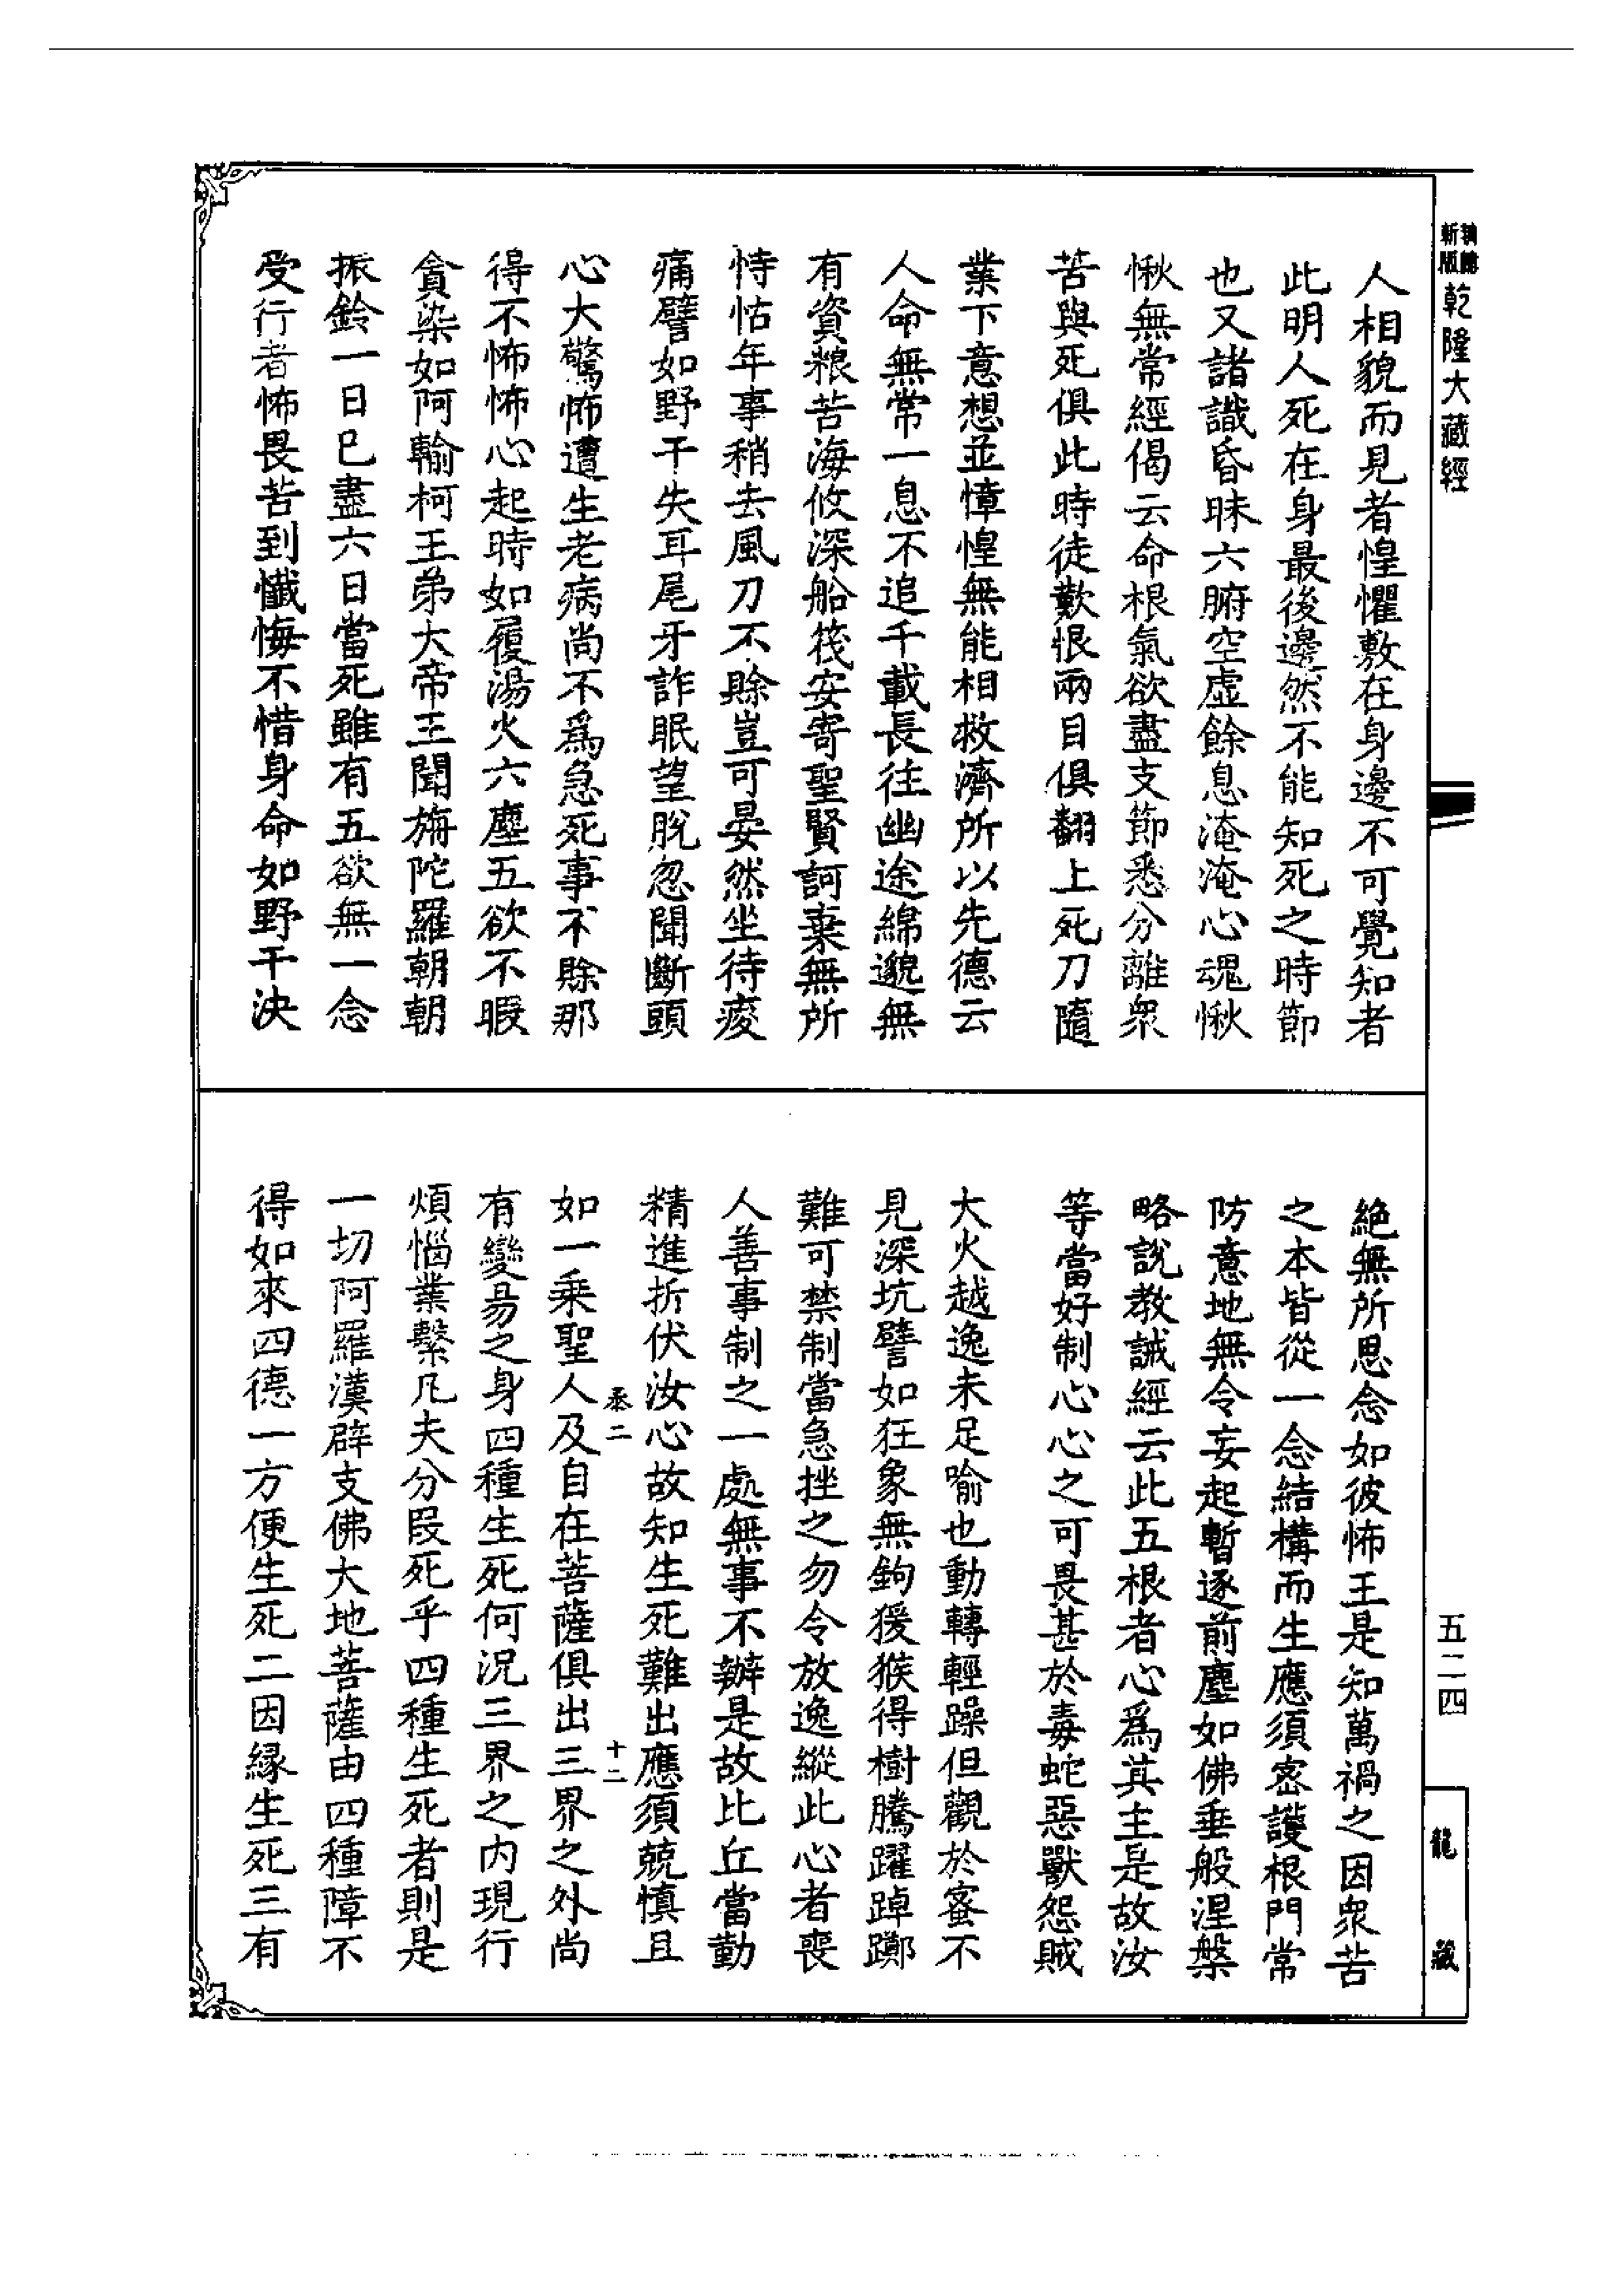 新版
乾隆大藏經
人相貌而見者惶懼敷在身邊不可覺知者
此明人死在身最後邊然不能知死之時節
也又諸識昏昧六腑空虛餘息淹淹心魂愀
愀無常經偈云命根氣欲盡支節悉分離眾
苦與死俱此時徒歎恨兩目俱翻上死刀隨
業下意想並慞惶無能相救濟所以先德云
人命無常一息不追千載長往幽途綿邈無
有資粮苦海攸深船筏安寄聖賢訶棄無所
恃怙年事稍去風刀不賒豈可晏然坐待痠
痛譬如野干失耳尾牙詐眠望脫忽聞斷頭
心大驚怖遭生老病尚不為急死事不賒那
得不怖怖心起時如履湯火六塵五欲不暇
貪染如阿輸柯王弟大帝王聞旃陀羅朝朝
振鈴一日已盡六日當死雖有五欲無一念
受行者怖畏苦到懺悔不惜身命如野干決
絕無所思念如彼怖王是知萬禍之因眾苦
之本皆從一念結構而生應須密護根門常
防意地無令妄起暫逐前塵如佛垂般涅槃
略說教誡經云此五根者心為其主是故汝
等當好制心心之可畏甚於毒蛇惡獸怨賊
大火越逸未足喻也動轉輕躁但觀於蜜不
見深坑譬如狂象無鉤猨猴得樹騰躍踔躑
難可禁制當急挫之勿令放逸縱此心者喪
人善事制之一處無事不辦是故比丘當勤
精進折伏汝心故知生死難出應須兢慎且
卷二
十二
如一乘聖人及自在菩薩俱出三界之外尚
有變易之身四種生死何況三界之內現行
煩惱業繫凡夫分段死乎四種生死者則是
一切阿羅漢辟支佛大地菩薩由四種障不
得如來四德一方便生死二因緣生死三有
五二四
龍藏